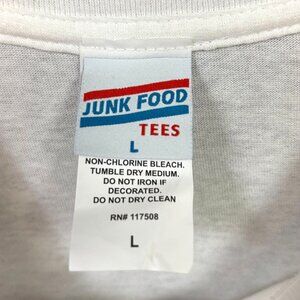 JUNK FOOD
TEES
L
NON-CHLORINE BLEACH.
TUMBLE DRY MEDIUM.
DO NOT IRON IF
DECORATED.
DO NOT DRY CLEAN
RN# 117508
L